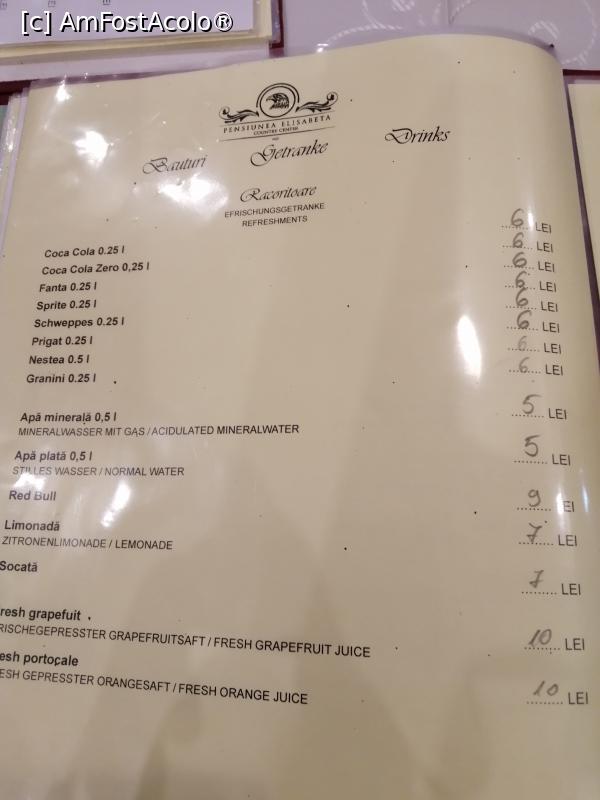 [c] AmFostAcolo®
PENSIUNEA ELISABETA
COUNTRY CENTER
Bauturi Getranke Drinks
Racoritoare
EFRISCHUNGSGETRANKE
REFRESHMENTS
Coca Cola 0.25 l ......6...... LEI
Coca Cola Zero 0,25 l ......6...... LEI
Fanta 0.25 l ......6...... LEI
Sprite 0.25 l ......6...... LEI
Schweppes 0.25 l ......6...... LEI
Prigat 0.25 l ......6...... LEI
Nestea 0.5 l ......6...... LEI
Granini 0.25 l ......6...... LEI
Apă minerală 0,5 l ......5...... LEI
MINERALWASSER MIT GAS / ACIDULATED MINERALWATER
Apă plată 0,5 l ......5...... LEI
STILLES WASSER / NORMAL WATER
Red Bull ......9...... EI
Limonadă ......7...... LEI
ZITRONENLIMONADE / LEMONADE
Socată ......7...... LEI
resh grapefuit ......10...... LEI
RISCHEGEPRESSTER GRAPEFRUITSAFT / FRESH GRAPEFRUIT JUICE
esh portocale ......10...... LEI
ESH GEPRESSTER ORANGESAFT / FRESH ORANGE JUICE